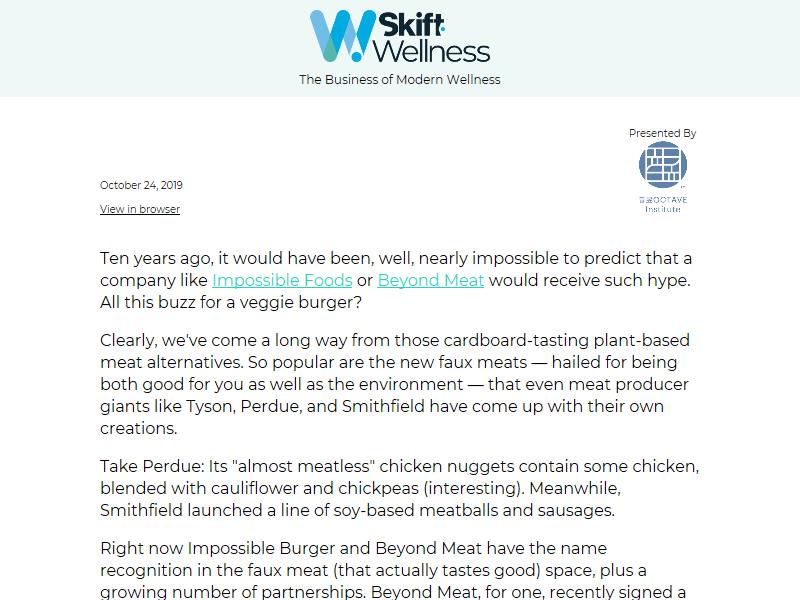 Skift
Wellness
The Business of Modern Wellness
Presented By
OCTAVE
Institute
October 24, 2019
View in browser
Ten years ago, it would have been, well, nearly impossible to predict that a
company like Impossible Foods or Beyond Meat would receive such hype.
All this buzz for a veggie burger?
Clearly, we've come a long way from those cardboard-tasting plant-based
meat alternatives. So popular are the new faux meats — hailed for being
both good for you as well as the environment — that even meat producer
giants like Tyson, Perdue, and Smithfield have come up with their own
creations.
Take Perdue: Its "almost meatless" chicken nuggets contain some chicken,
blended with cauliflower and chickpeas (interesting). Meanwhile,
Smithfield launched a line of soy-based meatballs and sausages.
Right now Impossible Burger and Beyond Meat have the name
recognition in the faux meat (that actually tastes good) space, plus a
growing number of partnerships. Beyond Meat, for one, recently signed a